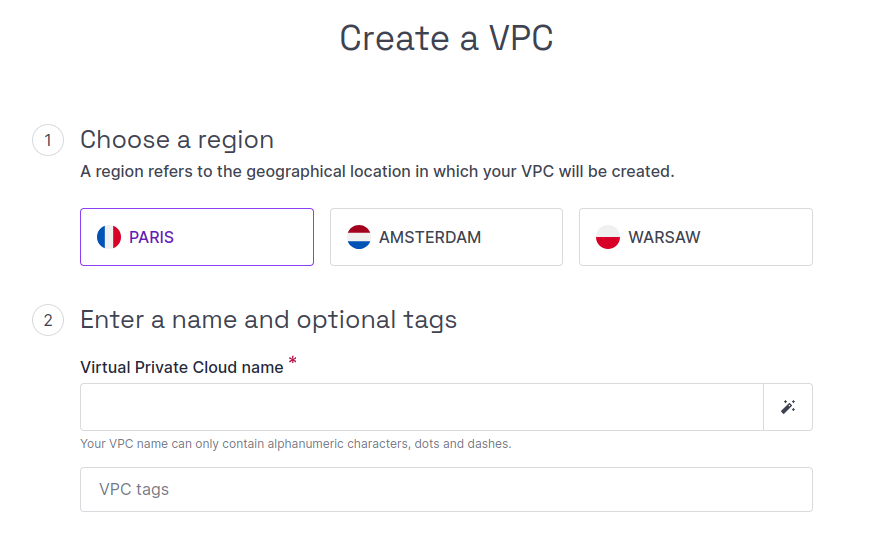 Create a VPC
1 Choose a region
A region refers to the geographical location in which your VPC will be created.
PARIS AMSTERDAM WARSAW
2 Enter a name and optional tags
Virtual Private Cloud name *
Your VPC name can only contain alphanumeric characters, dots and dashes.
VPC tags